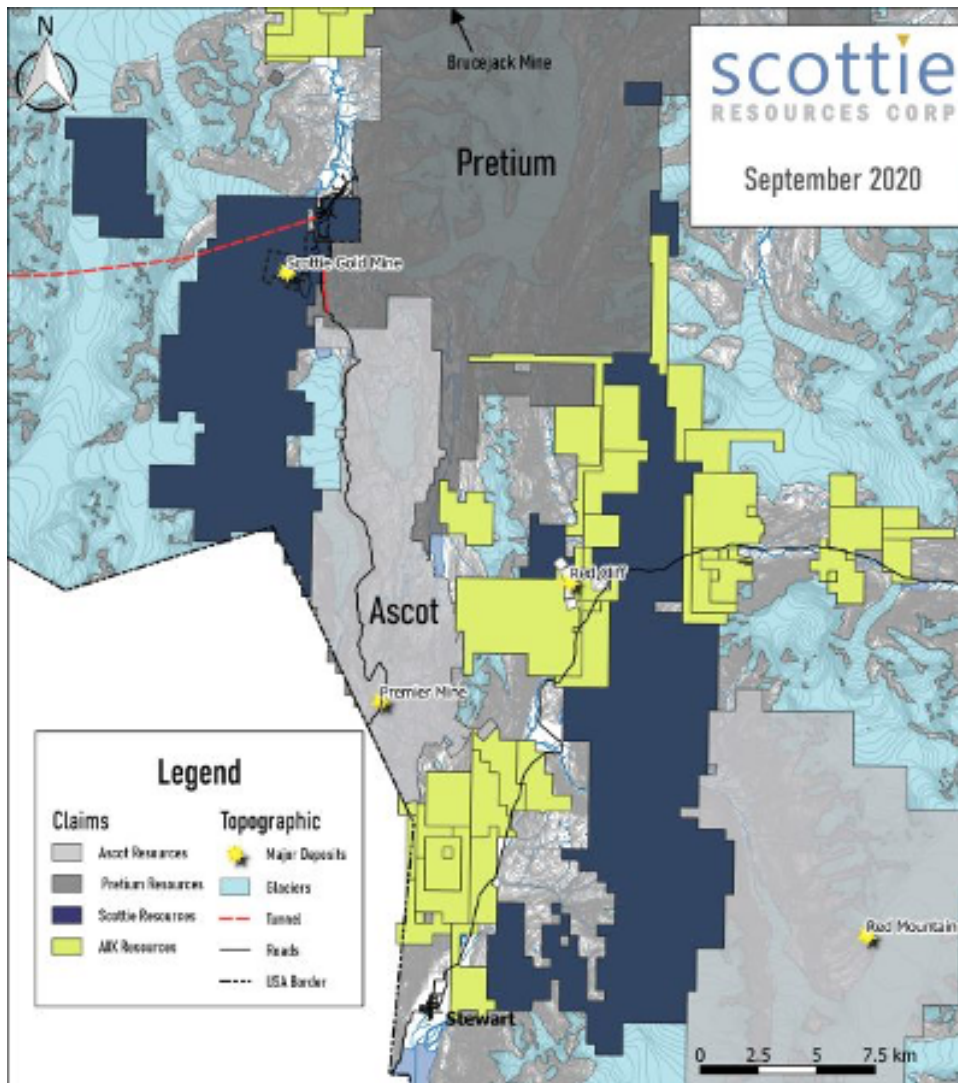 N
Brucejack Mine
scottie
RESOURCES CORP
September 2020
Pretium
Scottie Gold Mine
Red Cliff
Ascot
Premier Mine
Red Mountain
Stewart
Legend
Claims
Ascot Resources
Pretium Resources
Scottie Resources
AUX Resources
Topographic
Major Deposits
Glaciers
Tunnel
Roads
USA Border
0 2.5 5 7.5 km